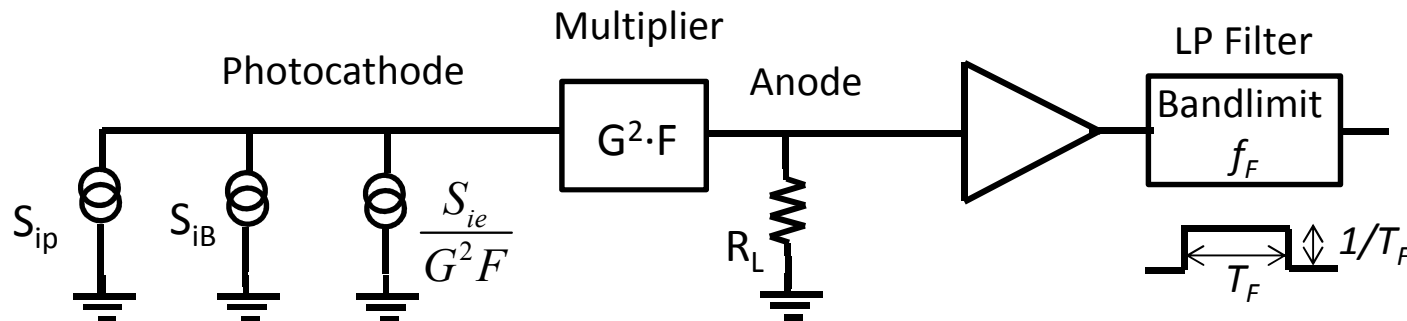 Multiplier
LP Filter
Photocathode
Anode
G²·F
Bandlimit
f_F
S_ip
S_iB
S_ie
G²F
R_L
1/T_F
T_F